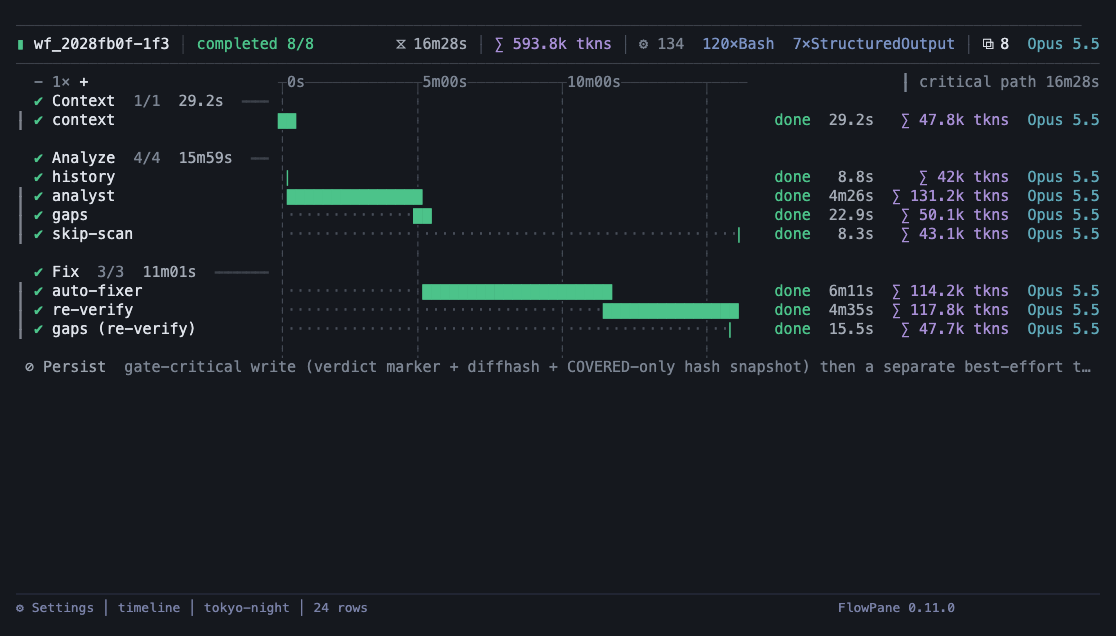 wf_2028fb0f-1f3 │ completed 8/8 ⧖ 16m28s │ ∑ 593.8k tkns │ ⚙ 134 120×Bash 7×StructuredOutput │ ⧉ 8 Opus 5.5
− 1× + 0s 5m00s 10m00s ┃ critical path 16m28s
✔ Context 1/1 29.2s
✔ context done 29.2s ∑ 47.8k tkns Opus 5.5
✔ Analyze 4/4 15m59s
✔ history done 8.8s ∑ 42k tkns Opus 5.5
✔ analyst done 4m26s ∑ 131.2k tkns Opus 5.5
✔ gaps done 22.9s ∑ 50.1k tkns Opus 5.5
✔ skip-scan done 8.3s ∑ 43.1k tkns Opus 5.5
✔ Fix 3/3 11m01s
✔ auto-fixer done 6m11s ∑ 114.2k tkns Opus 5.5
✔ re-verify done 4m35s ∑ 117.8k tkns Opus 5.5
✔ gaps (re-verify) done 15.5s ∑ 47.7k tkns Opus 5.5
⊘ Persist gate-critical write (verdict marker + diffhash + COVERED-only hash snapshot) then a separate best-effort t…
⚙ Settings │ timeline │ tokyo-night │ 24 rows FlowPane 0.11.0